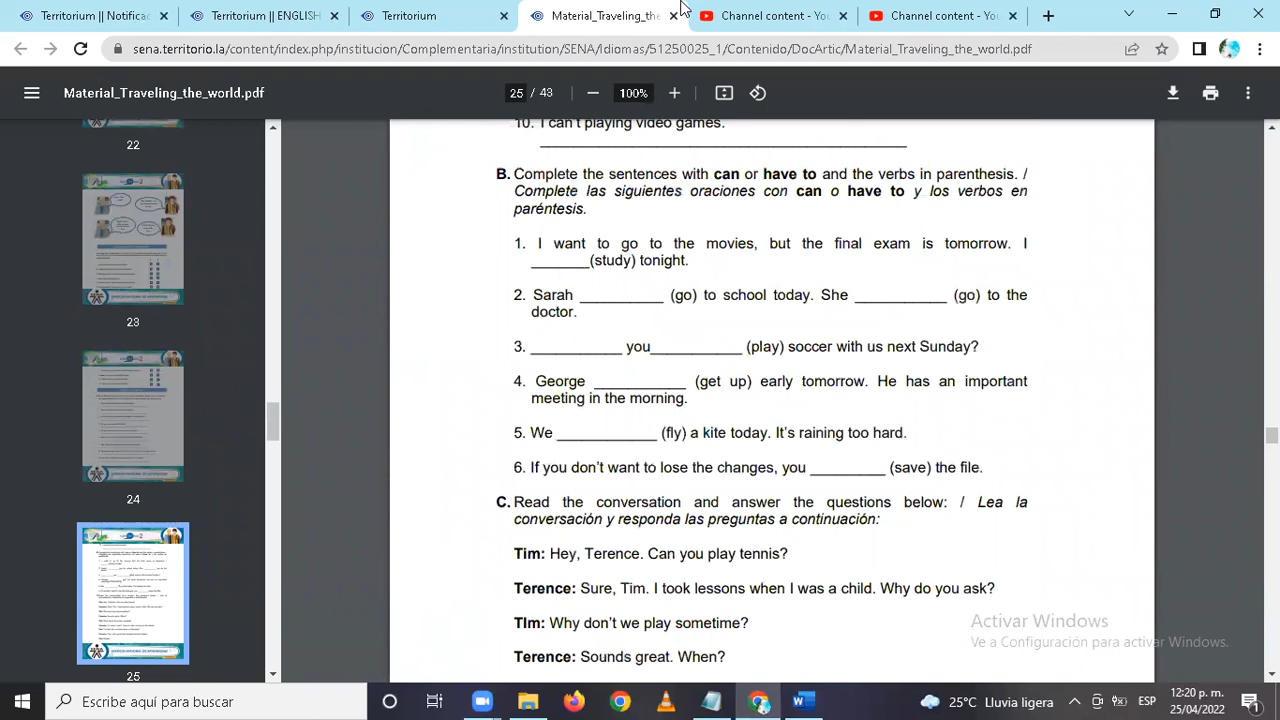 Territorium || Notificac
Territorium || ENGLISH
Territorium
Material_Traveling_the
Channel content - You
Channel content - You
sena.territorio.la/content/index.php/institucion/Complementaria/institution/SENA/Idiomas/51250025_1/Contenido/DocArtic/Material_Traveling_the_world.pdf
Material_Traveling_the_world.pdf
25 / 43
100%
22
23
24
25
10. I can't playing video games.
B. Complete the sentences with can or have to and the verbs in parenthesis. /
Complete las siguientes oraciones con can o have to y los verbos en
paréntesis.
1. I want to go to the movies, but the final exam is tomorrow. I
(study) tonight.
2. Sarah __________ (go) to school today. She ___________ (go) to the
doctor.
3. ___________ you___________ (play) soccer with us next Sunday?
4. George ____________ (get up) early tomorrow. He has an important
meeting in the morning.
5. We ____________ (fly) a kite today. It's raining too hard.
6. If you don't want to lose the changes, you _________ (save) the file.
C. Read the conversation and answer the questions below: / Lea la
conversación y responda las preguntas a continuación:
Tim: Hey, Terence. Can you play tennis?
Terence: Sure, Tim. I took lessons when I was a child. Why do you ask?
TIm: Why don't we play sometime?
Terence: Sounds great. When?
Activar Windows
Ve a Configuración para activar Windows.
Escribe aquí para buscar
25°C Lluvia ligera
ESP
12:20 p. m.
25/04/2022
1